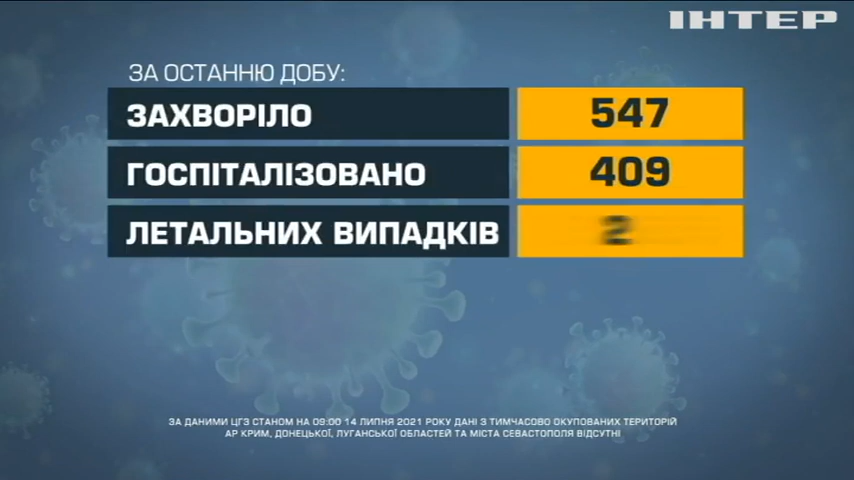 ІНТЕР
ЗА ОСТАННЮ ДОБУ:
ЗАХВОРІЛО 547
ГОСПІТАЛІЗОВАНО 409
ЛЕТАЛЬНИХ ВИПАДКІВ
ЗА ДАНИМИ ЦГЗ СТАНОМ НА 09:00 14 ЛИПНЯ 2021 РОКУ ДАНІ З ТИМЧАСОВО ОКУПОВАНИХ ТЕРИТОРІЙ
АР КРИМ, ДОНЕЦЬКОЇ, ЛУГАНСЬКОЇ ОБЛАСТЕЙ ТА МІСТА СЕВАСТОПОЛЯ ВІДСУТНІ